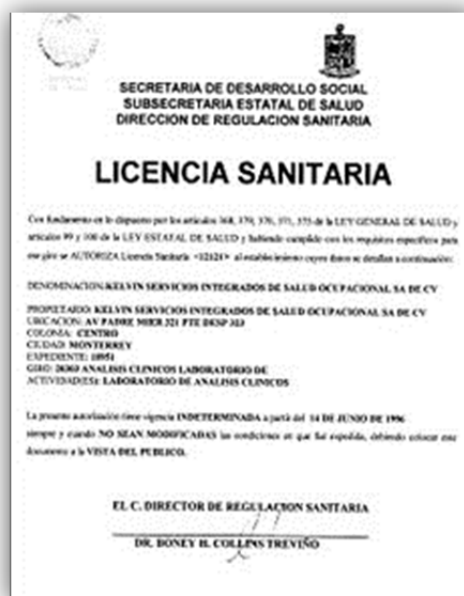 SECRETARIA DE DESARROLLO SOCIAL
SUBSECRETARIA ESTATAL DE SALUD
DIRECCION DE REGULACION SANITARIA
LICENCIA SANITARIA
Con fundamento en lo dispuesto por los artículos 368, 370, 371, 375 de la LEY GENERAL DE SALUD y
artículos 99 y 100 de la LEY ESTATAL DE SALUD y habiendo cumplido con los requisitos específicos para
ese giro se AUTORIZA Licencia Sanitaria <12121> al establecimiento cuyos datos se detallan a continuación:
DENOMINACION:KELVIN SERVICIOS INTEGRADOS DE SALUD OCUPACIONAL SA DE CV
PROPIETARIO: KELVIN SERVICIOS INTEGRADOS DE SALUD OCUPACIONAL SA DE CV
UBICACION: AV PADRE MIER 321 PTE DESP 313
COLONIA: CENTRO
CIUDAD: MONTERREY
EXPEDIENTE: 10951
GIRO: ANALISIS CLINICOS LABORATORIO DE
ACTIVIDAD(ES): LABORATORIO DE ANALISIS CLINICOS
La presente autorización tiene vigencia INDETERMINADA a partir del 14 DE JUNIO DE 1996
siempre y cuando NO SEAN MODIFICADAS las condiciones en que fue expedida, debiendo colocar este
documento a la VISTA DEL PUBLICO.
EL C. DIRECTOR DE REGULACION SANITARIA
DR. BONEY H. COLLINS TREVIÑO